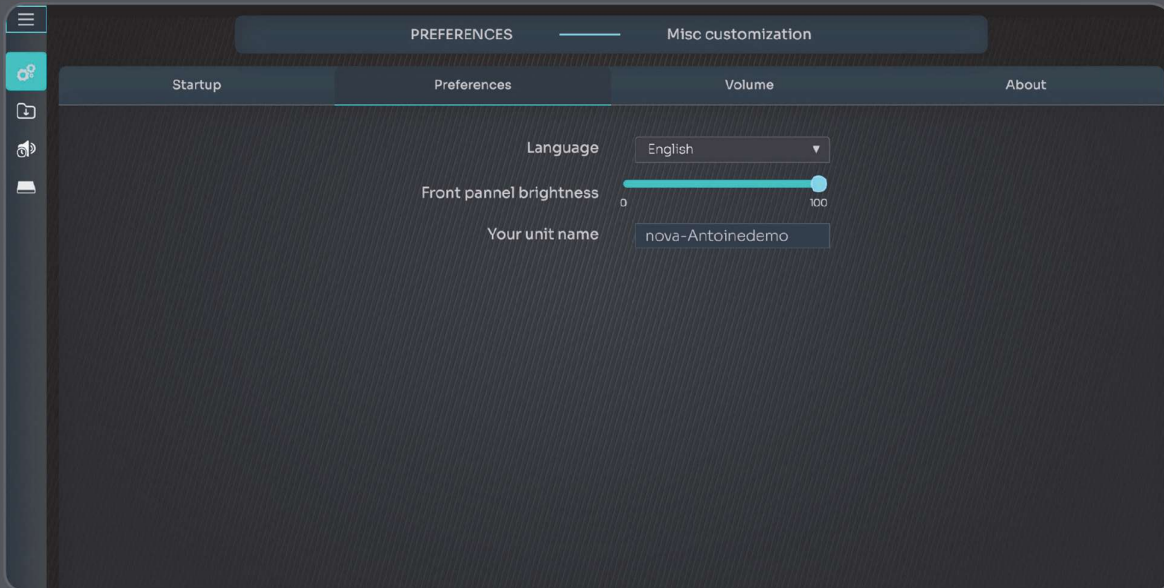 PREFERENCES Misc customization
Startup Preferences Volume About
Language English
Front pannel brightness
0 100
Your unit name nova-Antoinedemo